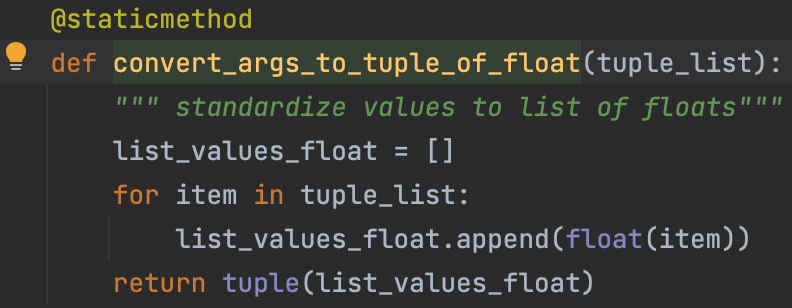 @staticmethod
def convert_args_to_tuple_of_float(tuple_list):
    """ standardize values to list of floats"""
    list_values_float = []
    for item in tuple_list:
        list_values_float.append(float(item))
    return tuple(list_values_float)